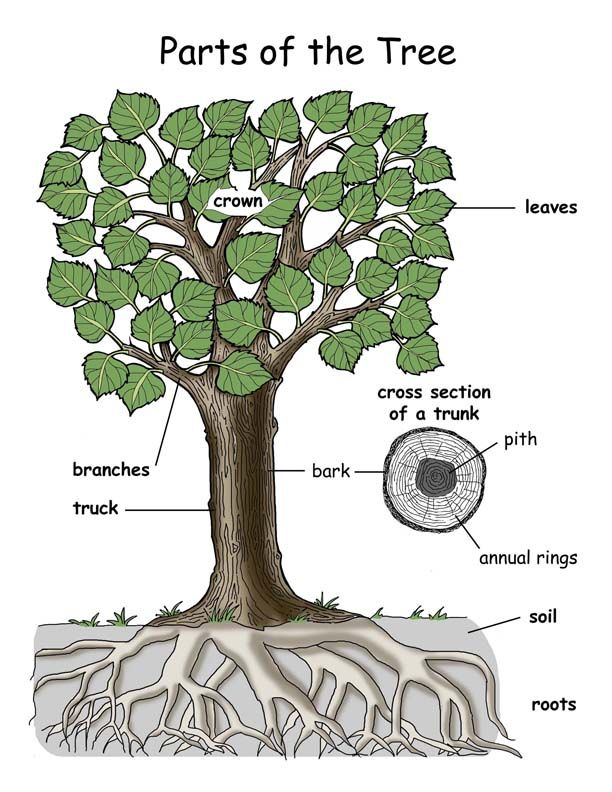 Parts of the Tree
crown
leaves
cross section
of a trunk
pith
branches
bark
truck
annual rings
soil
roots